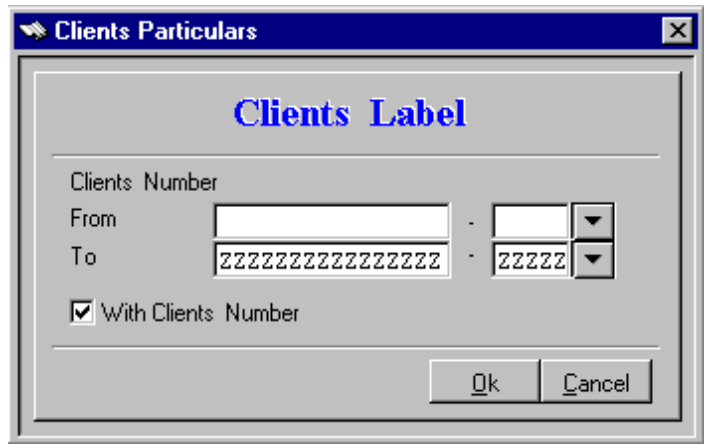 Clients Particulars
Clients Label
Clients Number
From -
To ZZZZZZZZZZZZZZZZ - ZZZZZ
With Clients Number
Ok Cancel